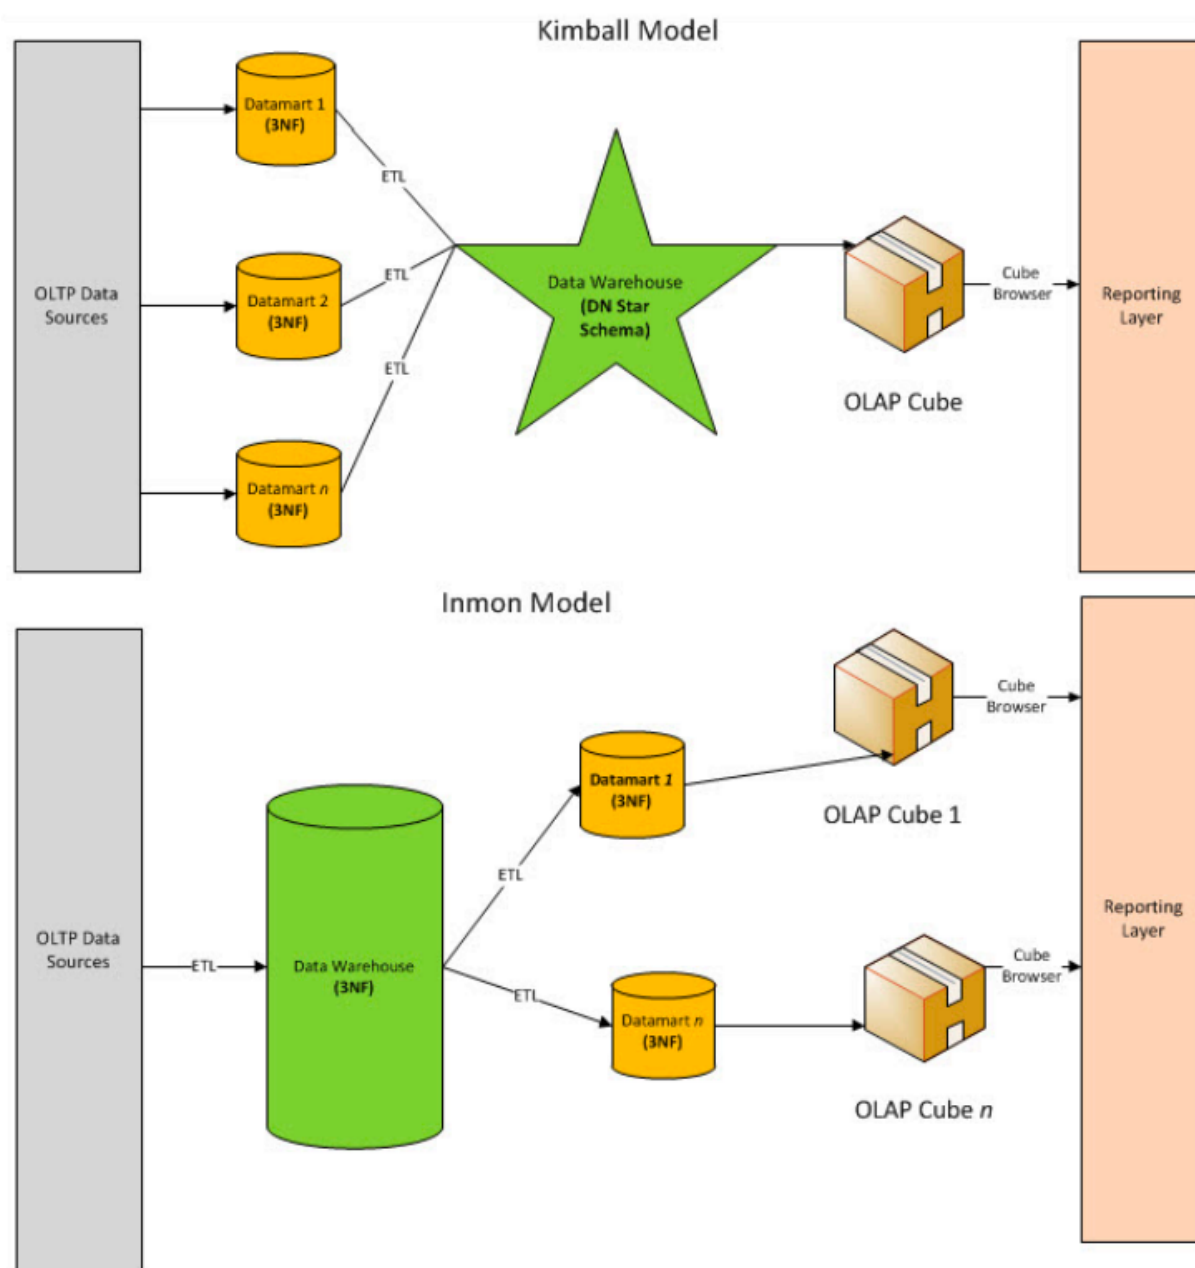 Kimball Model
OLTP Data
Sources
Datamart 1
(3NF)
ETL
Datamart 2
(3NF)
ETL
Datamart n
(3NF)
ETL
Data Warehouse
(DN Star
Schema)
OLAP Cube
Cube
Browser
Reporting
Layer
Inmon Model
OLTP Data
Sources
ETL
Data Warehouse
(3NF)
ETL
ETL
Datamart 1
(3NF)
Datamart n
(3NF)
OLAP Cube 1
OLAP Cube n
Cube
Browser
Cube
Browser
Reporting
Layer